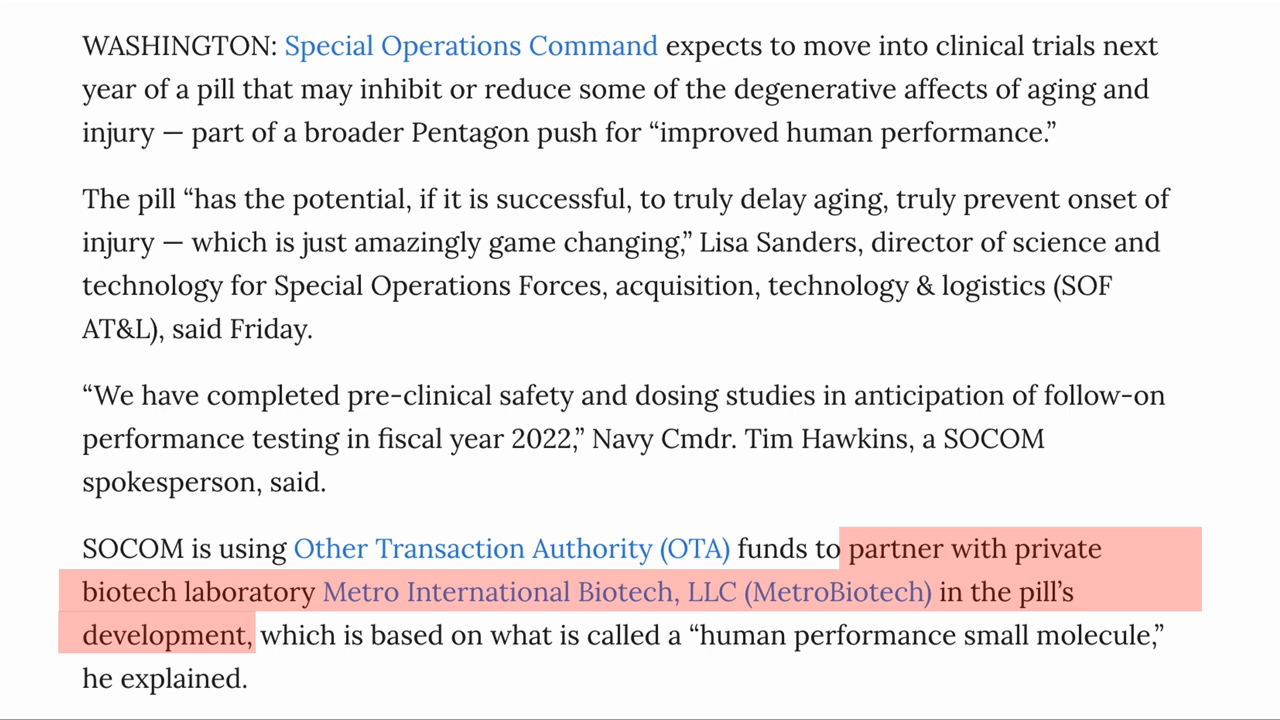 WASHINGTON: Special Operations Command expects to move into clinical trials next
year of a pill that may inhibit or reduce some of the degenerative affects of aging and
injury — part of a broader Pentagon push for “improved human performance.”
The pill “has the potential, if it is successful, to truly delay aging, truly prevent onset of
injury — which is just amazingly game changing,” Lisa Sanders, director of science and
technology for Special Operations Forces, acquisition, technology & logistics (SOF
AT&L), said Friday.
“We have completed pre-clinical safety and dosing studies in anticipation of follow-on
performance testing in fiscal year 2022,” Navy Cmdr. Tim Hawkins, a SOCOM
spokesperson, said.
SOCOM is using Other Transaction Authority (OTA) funds to partner with private
biotech laboratory Metro International Biotech, LLC (MetroBiotech) in the pill’s
development, which is based on what is called a “human performance small molecule,”
he explained.